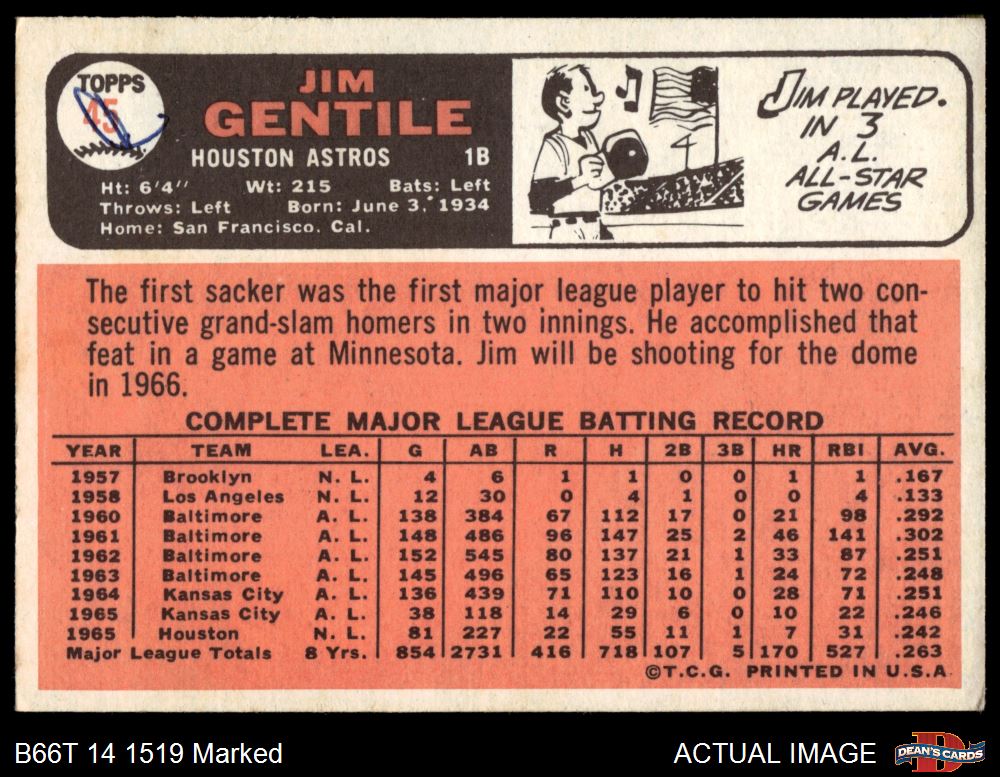 TOPPS
45
JIM
GENTILE
HOUSTON ASTROS 1B
Ht: 6'4" Wt: 215 Bats: Left
Throws: Left Born: June 3, 1934
Home: San Francisco, Cal.
4
JIM PLAYED
IN 3
A.L.
ALL-STAR
GAMES
The first sacker was the first major league player to hit two con-
secutive grand-slam homers in two innings. He accomplished that
feat in a game at Minnesota. Jim will be shooting for the dome
in 1966.
COMPLETE MAJOR LEAGUE BATTING RECORD
YEAR TEAM LEA. G AB R H 2B 3B HR RBI AVG.
1957 Brooklyn N. L. 4 6 1 1 0 0 1 1 .167
1958 Los Angeles N. L. 12 30 0 4 1 0 0 4 .133
1960 Baltimore A. L. 138 384 67 112 17 0 21 98 .292
1961 Baltimore A. L. 148 486 96 147 25 2 46 141 .302
1962 Baltimore A. L. 152 545 80 137 21 1 33 87 .251
1963 Baltimore A. L. 145 496 65 123 16 1 24 72 .248
1964 Kansas City A. L. 136 439 71 110 10 0 28 71 .251
1965 Kansas City A. L. 38 118 14 29 6 0 10 22 .246
1965 Houston N. L. 81 227 22 55 11 1 7 31 .242
Major League Totals 8 Yrs. 854 2731 416 718 107 5 170 527 .263
©T.C.G. PRINTED IN U.S.A.
B66T 14 1519 Marked
ACTUAL IMAGE
DEAN'S CARDS